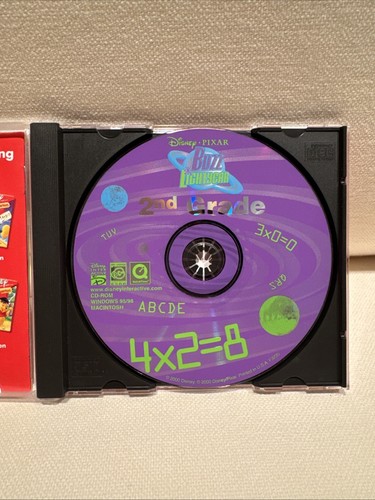 ng
DISNEY • PIXAR
BUZZ
LIGHTYEAR
2nd Grade
TUV
3x0=0
QRS
www.disneyinteractive.com
CD-ROM
WINDOWS 95/98
MACINTOSH
ABCDE
4x2=8